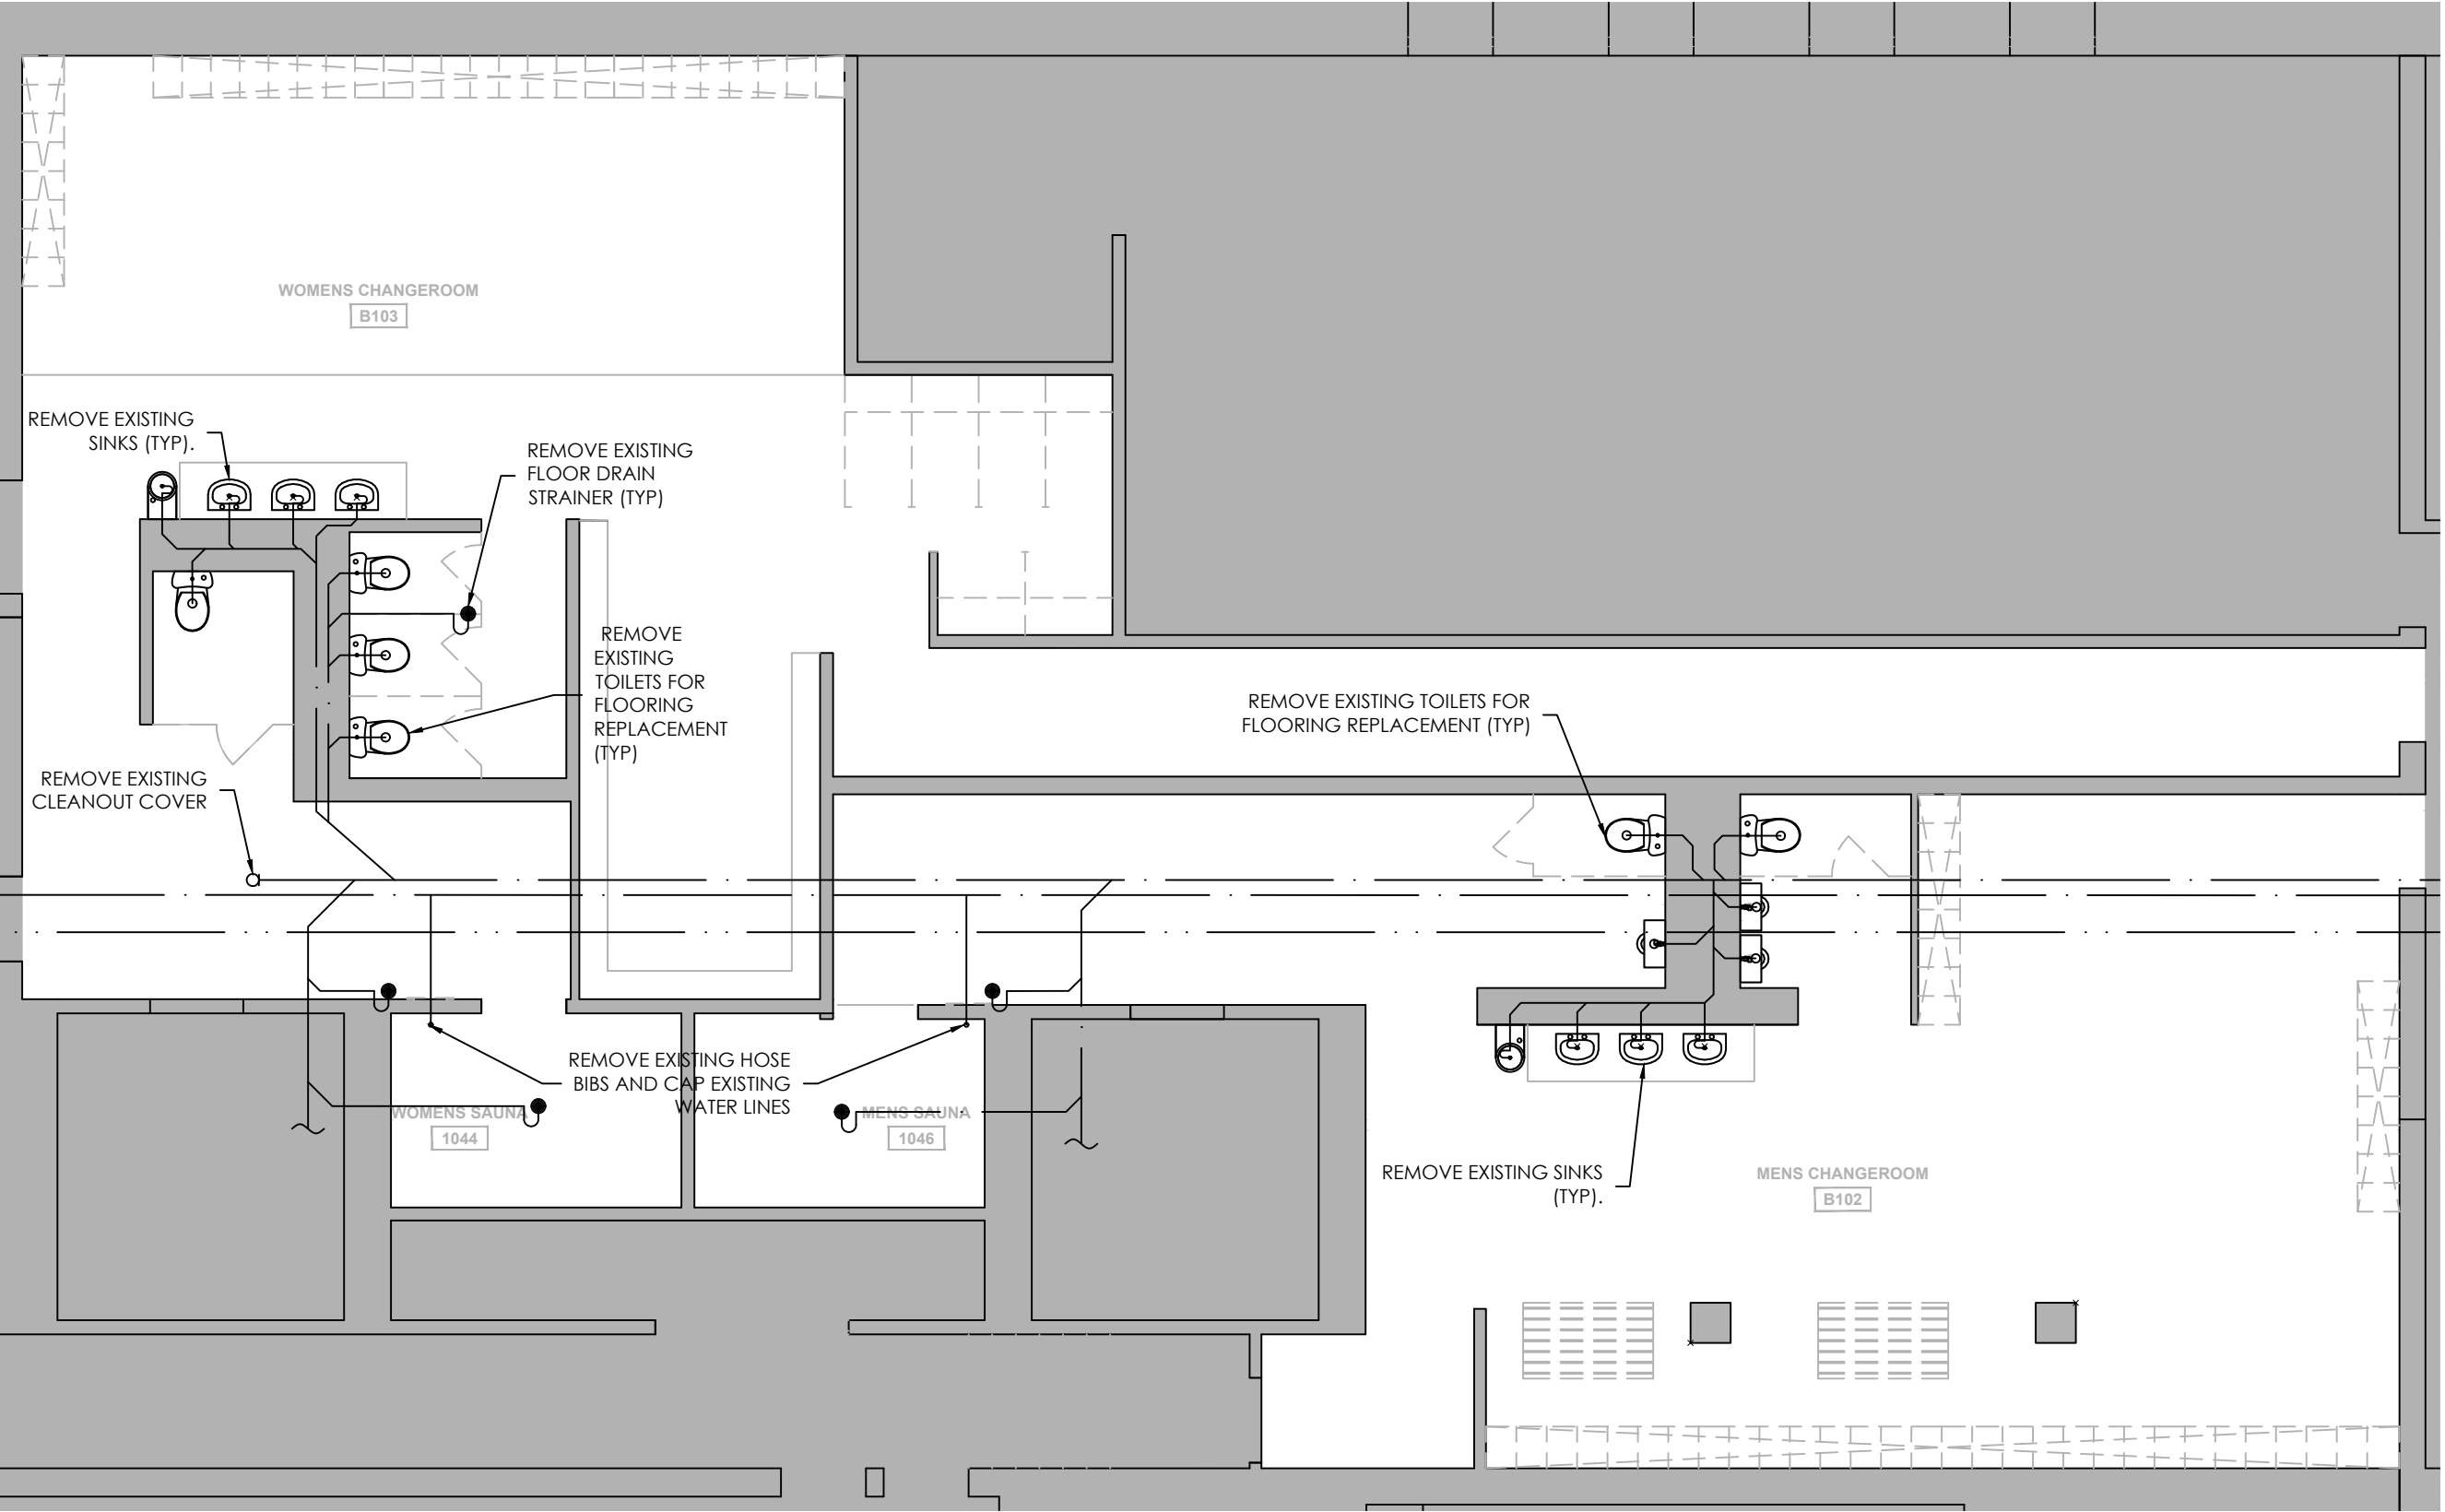 WOMENS CHANGEROOM
B103
REMOVE EXISTING
SINKS (TYP).
REMOVE EXISTING
FLOOR DRAIN
STRAINER (TYP)
REMOVE
EXISTING
TOILETS FOR
FLOORING
REPLACEMENT
(TYP)
REMOVE EXISTING TOILETS FOR
FLOORING REPLACEMENT (TYP)
REMOVE EXISTING
CLEANOUT COVER
REMOVE EXISTING HOSE
BIBS AND CAP EXISTING
WATER LINES
WOMENS SAUNA
1044
MENS SAUNA
1046
REMOVE EXISTING SINKS
(TYP).
MENS CHANGEROOM
B102